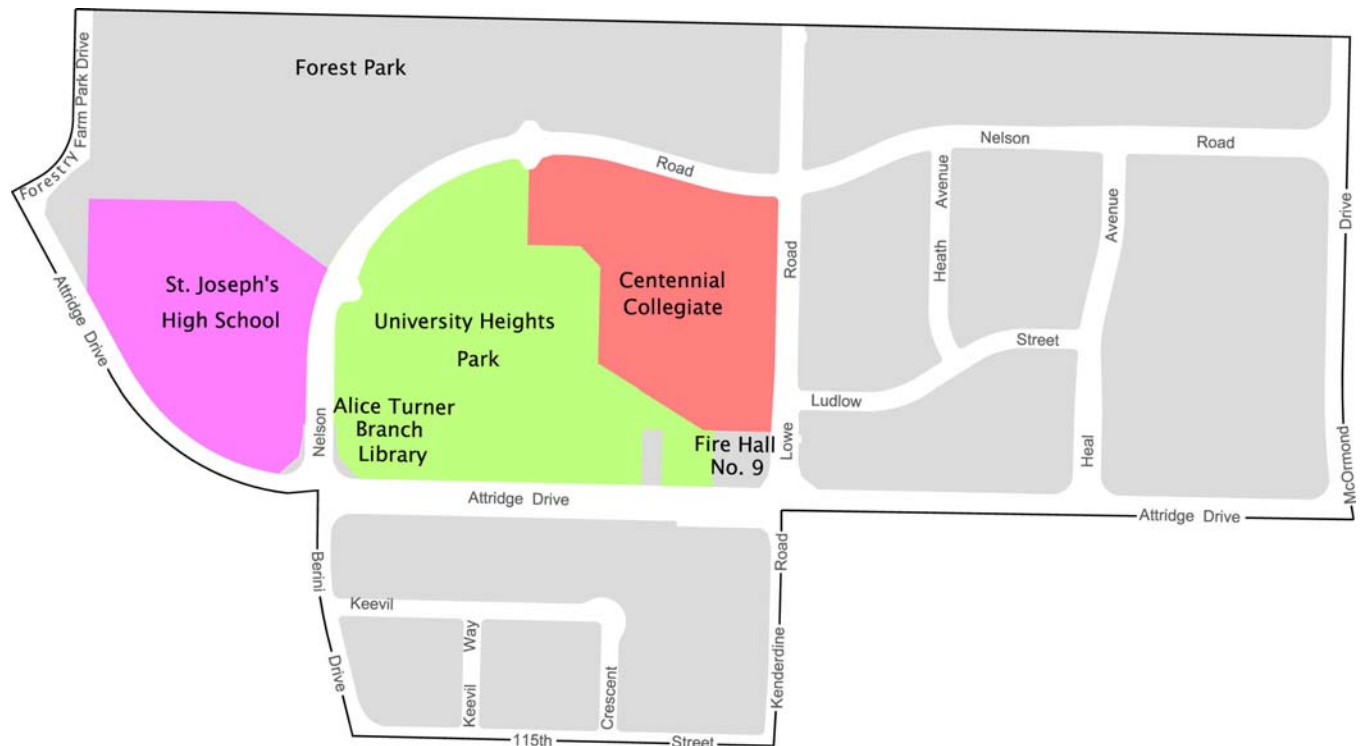 Forestry Farm Park Drive
Forest Park
Nelson
Road
Road
Heath Avenue
Avenue
Drive
Attridge Drive
St. Joseph's
High School
University Heights
Park
Centennial
Collegiate
Road
Street
Ludlow
Nelson
Alice Turner
Branch
Library
Fire Hall
No. 9
Lowe
Heal
McOrmond
Attridge Drive
Attridge Drive
Berini
Drive
Road
Kenderdine
Keevil
Way
Keevil
Crescent
115th
Street